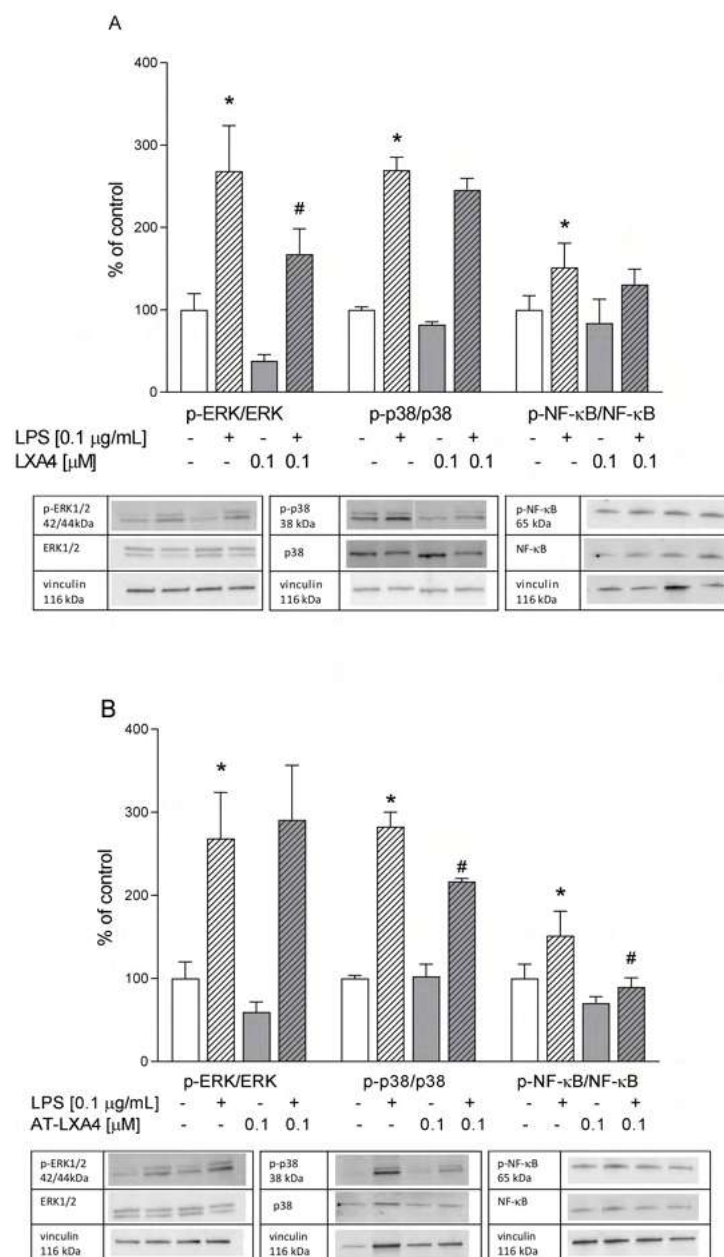 A
400
300
200
100
0
% of control
* # * *
p-ERK/ERK p-p38/p38 p-NF-κB/NF-κB
LPS [0.1 µg/mL] - + - + - + - + - + - +
LXA4 [µM] - - 0.1 0.1 - - 0.1 0.1 - - 0.1 0.1
p-ERK1/2
42/44kDa
ERK1/2
vinculin
116 kDa
p-p38
38 kDa
p38
vinculin
116 kDa
p-NF-κB
65 kDa
NF-κB
vinculin
116 kDa
B
400
300
200
100
0
% of control
* * # * #
p-ERK/ERK p-p38/p38 p-NF-κB/NF-κB
LPS [0.1 µg/mL] - + - + - + - + - + - +
AT-LXA4 [µM] - - 0.1 0.1 - - 0.1 0.1 - - 0.1 0.1
p-ERK1/2
42/44kDa
ERK1/2
vinculin
116 kDa
p-p38
38 kDa
p38
vinculin
116 kDa
p-NF-κB
65 kDa
NF-κB
vinculin
116 kDa